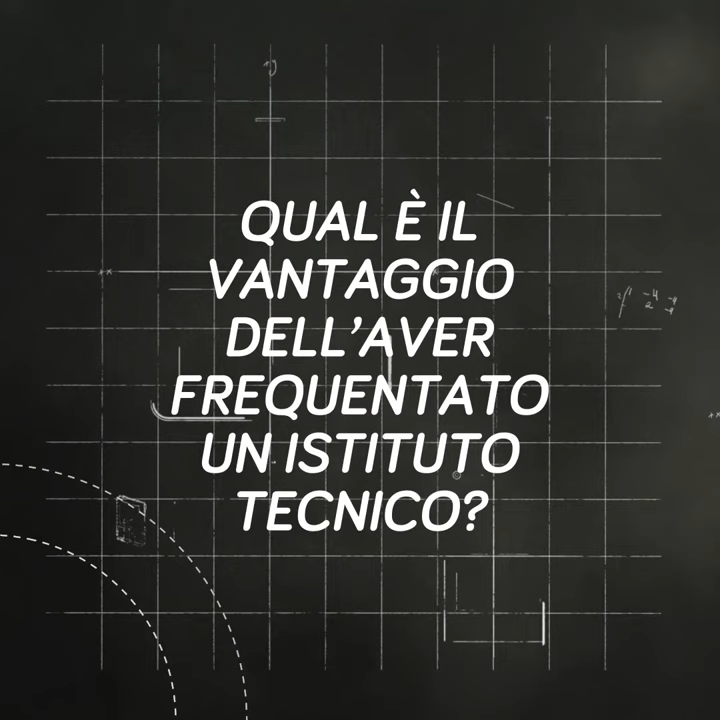 QUAL È IL
VANTAGGIO
DELL’AVER
FREQUENTATO
UN ISTITUTO
TECNICO?